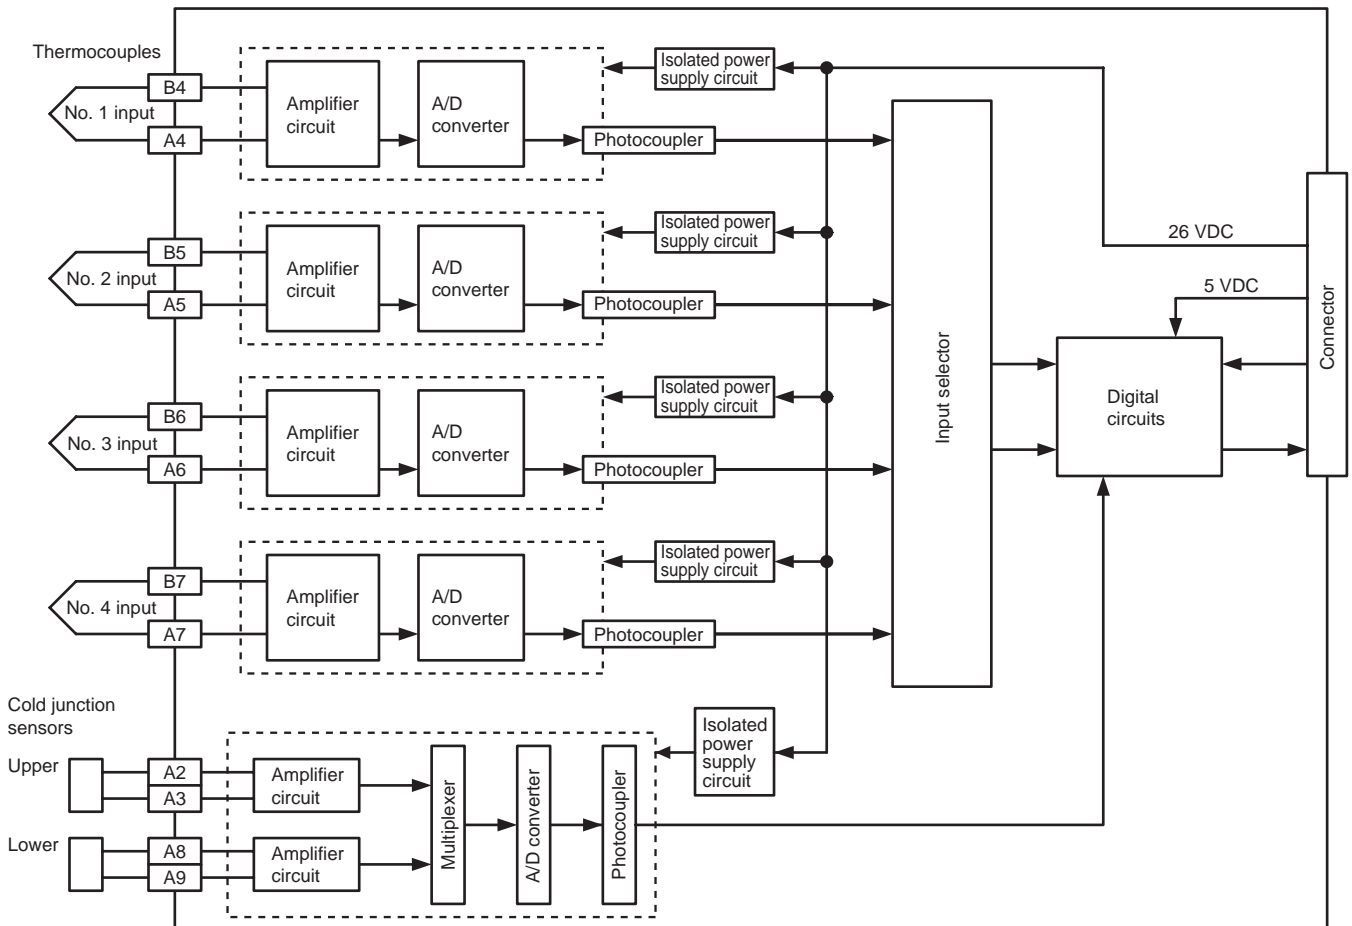 Thermocouples
B4
No. 1 input
A4
Amplifier
circuit
A/D
converter
Isolated power
supply circuit
Photocoupler
B5
No. 2 input
A5
Amplifier
circuit
A/D
converter
Isolated power
supply circuit
Photocoupler
B6
No. 3 input
A6
Amplifier
circuit
A/D
converter
Isolated power
supply circuit
Photocoupler
B7
No. 4 input
A7
Amplifier
circuit
A/D
converter
Isolated power
supply circuit
Photocoupler
Input selector
26 VDC
5 VDC
Digital
circuits
Connector
Cold junction
sensors
Upper
A2
A3
Amplifier
circuit
Lower
A8
A9
Amplifier
circuit
Multiplexer
A/D converter
Photocoupler
Isolated
power
supply
circuit